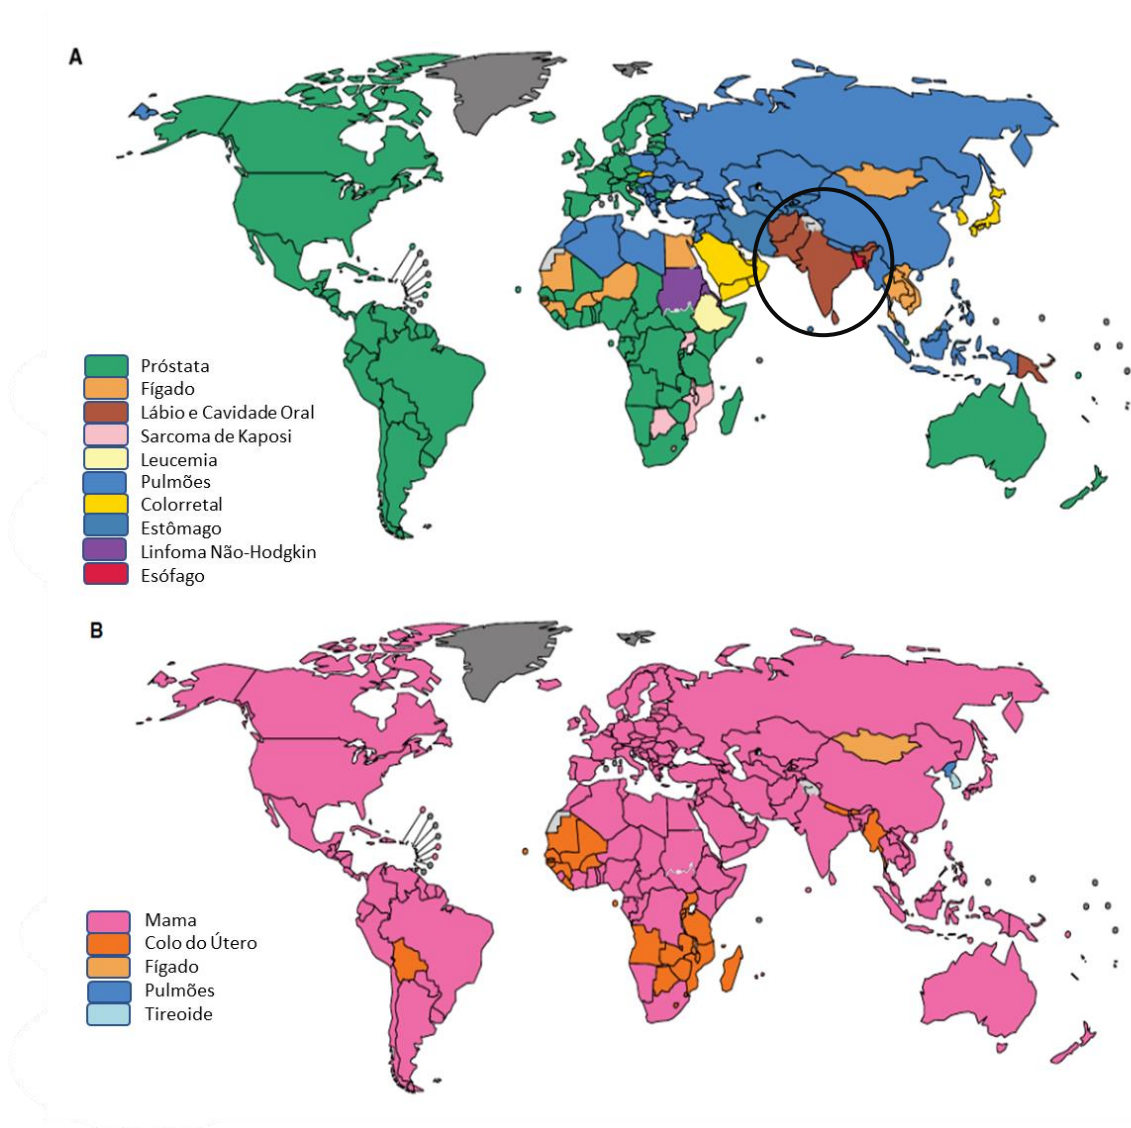 A
Próstata
Fígado
Lábio e Cavidade Oral
Sarcoma de Kaposi
Leucemia
Pulmões
Colorretal
Estômago
Linfoma Não-Hodgkin
Esófago
B
Mama
Colo do Útero
Fígado
Pulmões
Tireoide